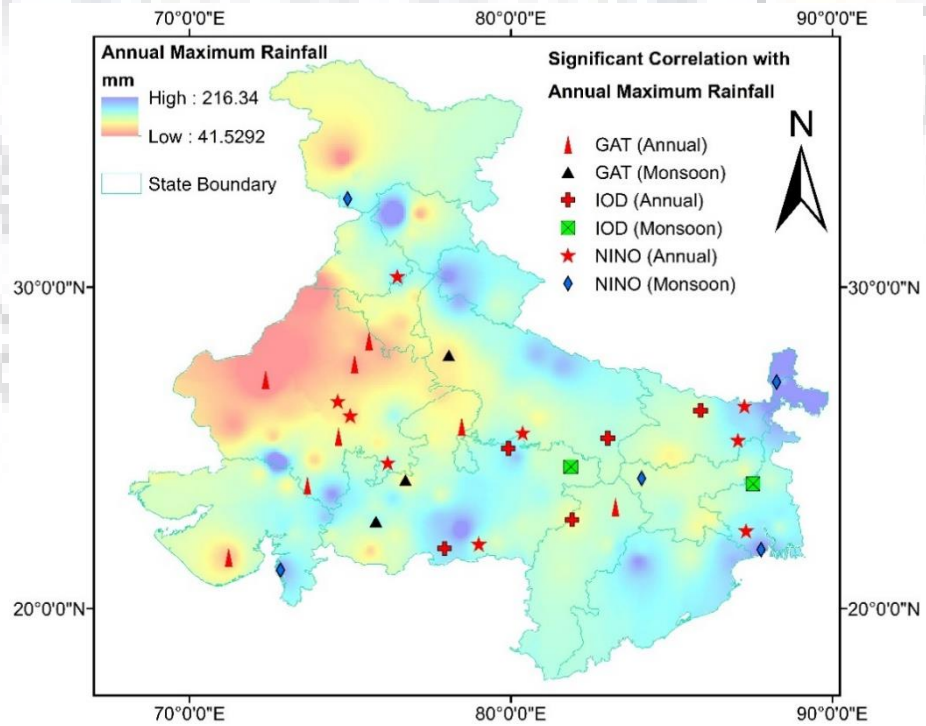 70°0'0"E 80°0'0"E 90°0'0"E
Annual Maximum Rainfall
mm
High : 216.34
Low : 41.5292
State Boundary
Significant Correlation with
Annual Maximum Rainfall
GAT (Annual)
GAT (Monsoon)
IOD (Annual)
IOD (Monsoon)
NINO (Annual)
NINO (Monsoon)
N
30°0'0"N 30°0'0"N
20°0'0"N 20°0'0"N
70°0'0"E 80°0'0"E 90°0'0"E